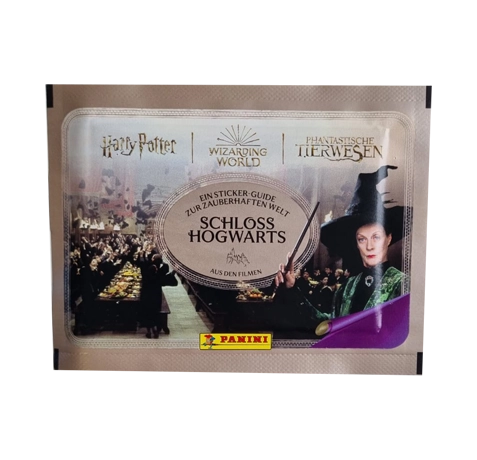 Harry Potter
WIZARDING
WORLD
PHANTASTISCHE
TIERWESEN
EIN STICKER-GUIDE
ZUR ZAUBERHAFTEN WELT
SCHLOSS
HOGWARTS
AUS DEN FILMEN
PANINI